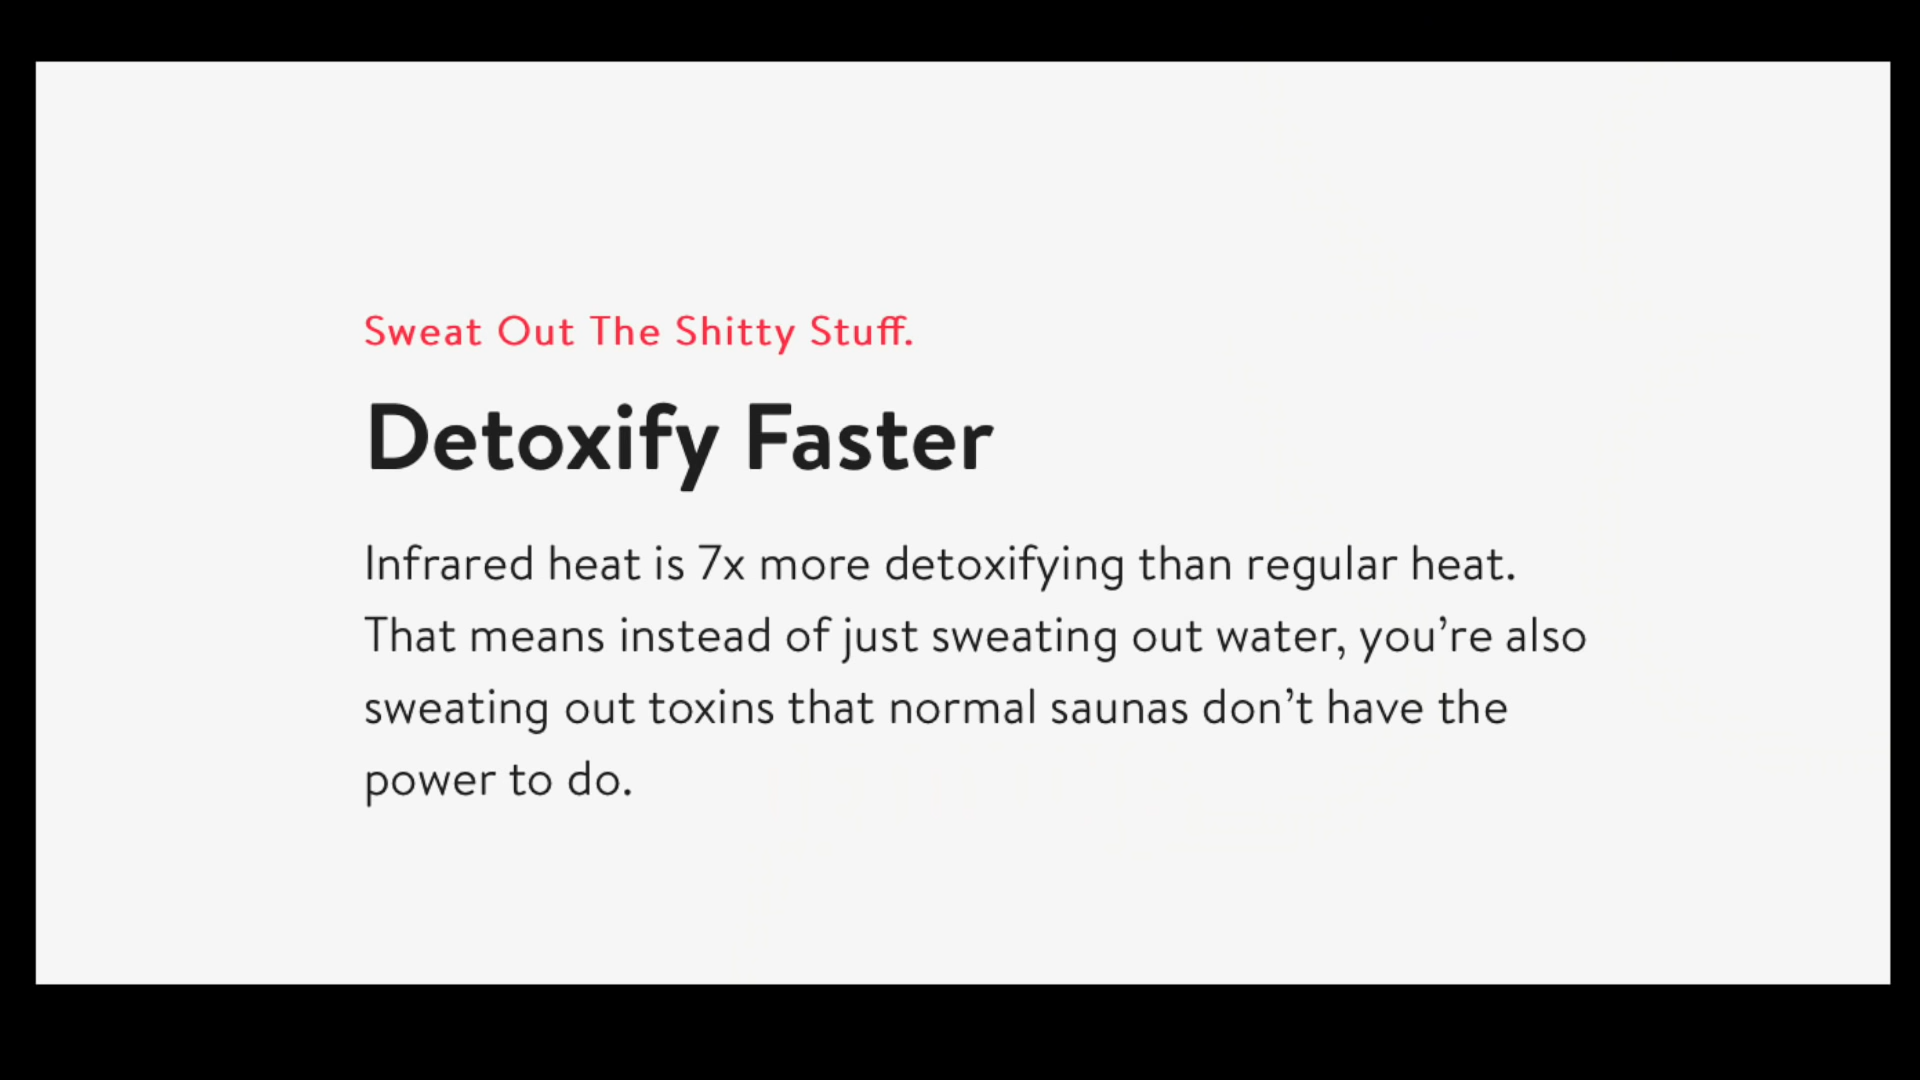 Sweat Out The Shitty Stuff.
Detoxify Faster
Infrared heat is 7x more detoxifying than regular heat.
That means instead of just sweating out water, you’re also
sweating out toxins that normal saunas don’t have the
power to do.